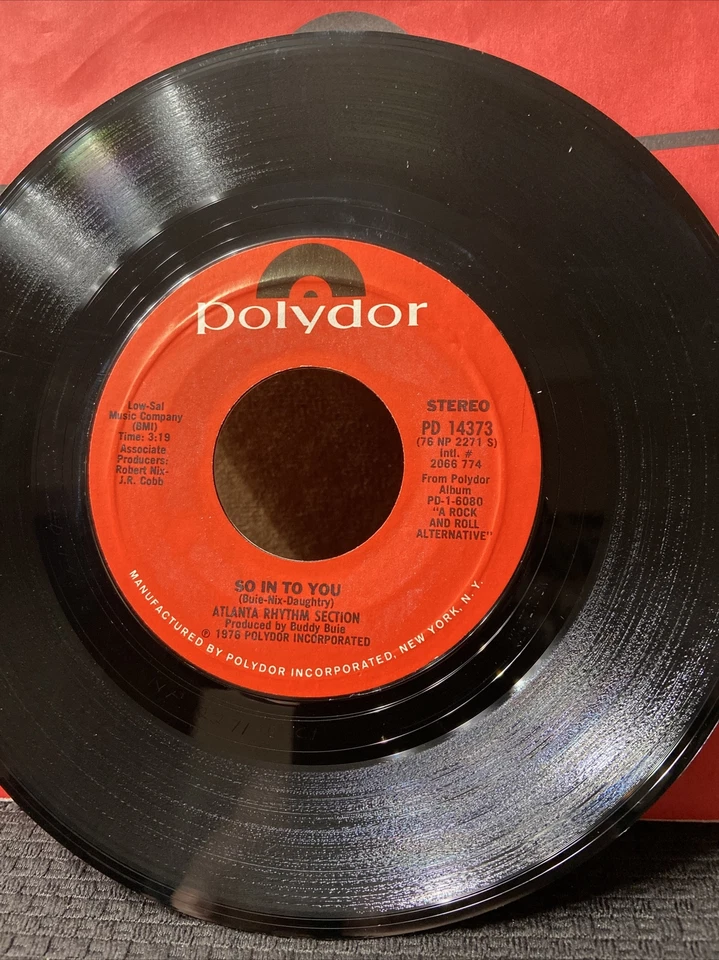 polydor
Low-Sal
Music Company
(BMI)
Time: 3:19
Associate
Producers:
Robert Nix-
J.R. Cobb
STEREO
PD 14373
(76 NP 2271 S)
Intl. #
2066 774
From Polydor
Album
PD-1-6080
"A ROCK
AND ROLL
ALTERNATIVE"
SO IN TO YOU
(Buie-Nix-Daughtry)
ATLANTA RHYTHM SECTION
Produced by Buddy Buie
℗ 1976 POLYDOR INCORPORATED
MANUFACTURED BY POLYDOR INCORPORATED, NEW YORK, N.Y.